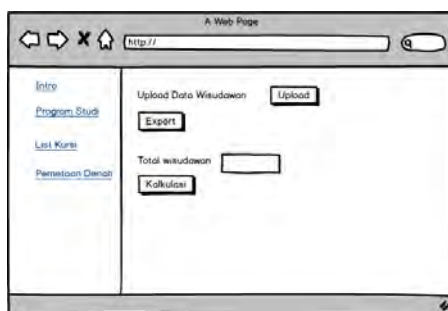 A Web Page
http://
Intro
Program Studi
List Kursi
Pemetaan Denah
Upload Data Wisudawan
Upload
Export
Total wisudawan
Kalkulasi